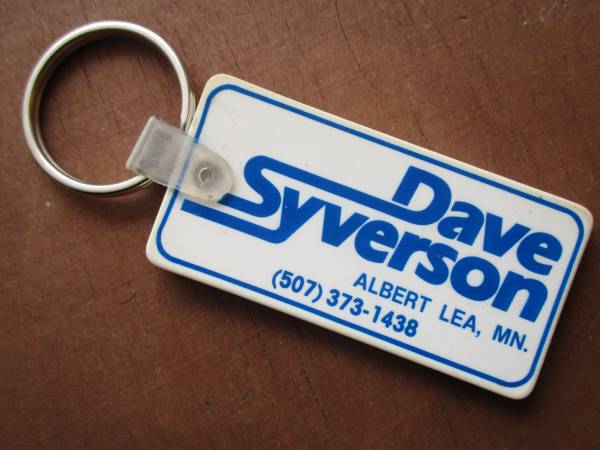 Dave
Syverson
ALBERT LEA, MN.
(507) 373-1438